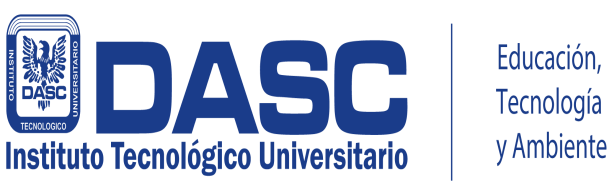 INSTITUTO
UNIVERSITARIO
DASC
TECNOLOGICO
DASC
Instituto Tecnológico Universitario
Educación,
Tecnología
y Ambiente